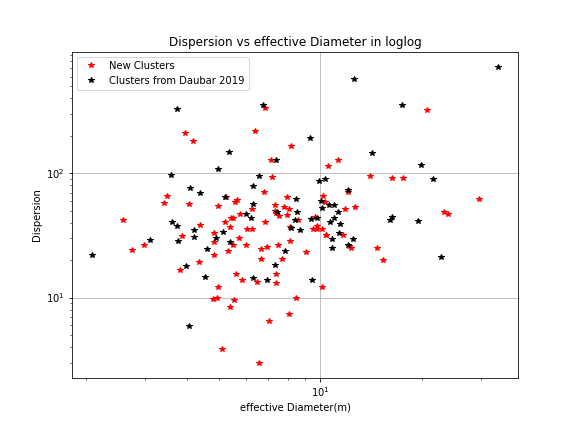 Dispersion vs effective Diameter in loglog
New Clusters
Clusters from Daubar 2019
Dispersion
10²
10¹
10¹
effective Diameter(m)